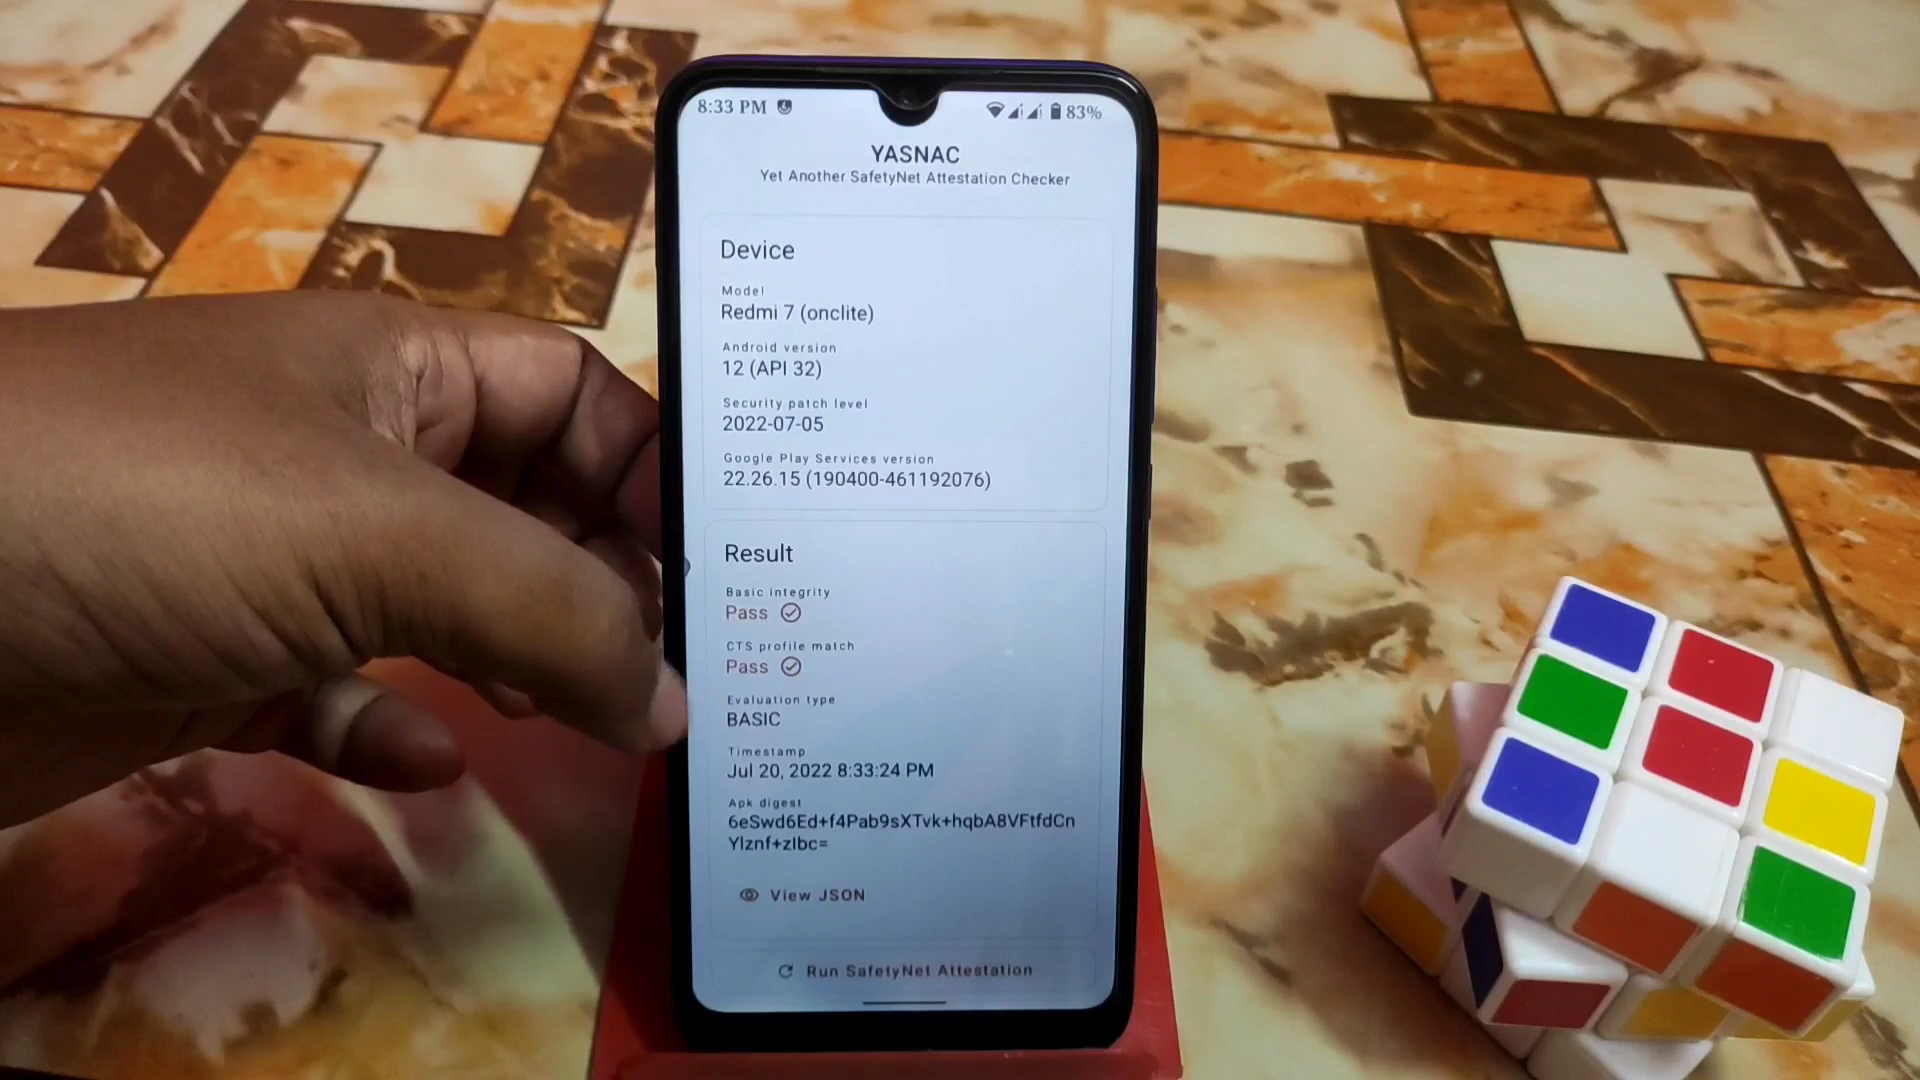 8:33 PM 83%
YASNAC
Yet Another SafetyNet Attestation Checker
Device
Model
Redmi 7 (onclite)
Android version
12 (API 32)
Security patch level
2022-07-05
Google Play Services version
22.26.15 (190400-461192076)
Result
Basic integrity
Pass
CTS profile match
Pass
Evaluation type
BASIC
Timestamp
Jul 20, 2022 8:33:24 PM
Apk digest
6eSwd6Ed+f4Pab9sXTvk+hqbA8VFtfdCn
Ylznf+zlbc=
View JSON
Run SafetyNet Attestation